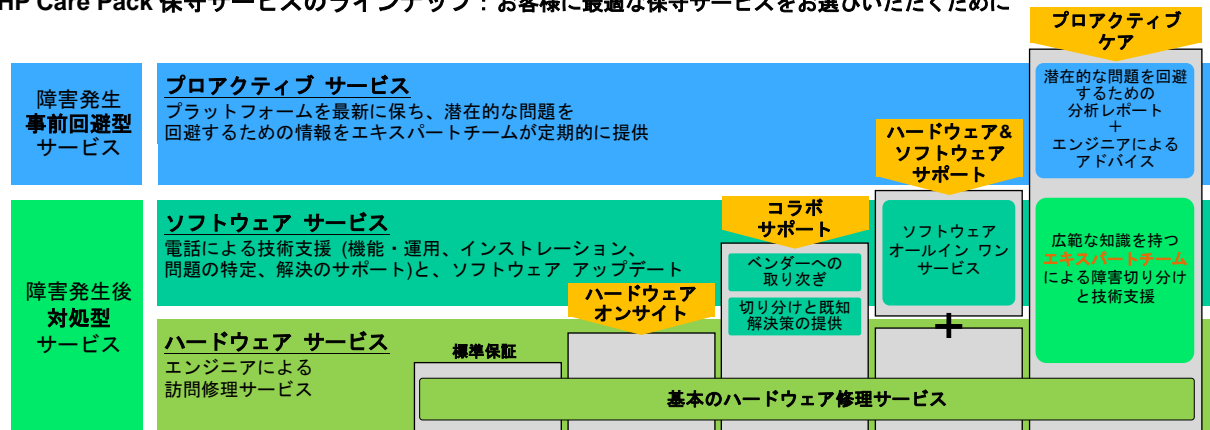 HP Care Pack 保守サービスのラインナップ：お客様に最適な保守サービスをお選びいただくために
プロアクティブ
ケア
障害発生
事前回避型
サービス
プロアクティブ サービス
プラットフォームを最新に保ち、潜在的な問題を
回避するための情報をエキスパートチームが定期的に提供
潜在的な問題を回避
するための
分析レポート
＋
エンジニアによる
アドバイス
ハードウェア&
ソフトウェア
サポート
障害発生後
対処型
サービス
ソフトウェア サービス
電話による技術支援 (機能・運用、インストレーション、
問題の特定、解決のサポート)と、ソフトウェア アップデート
コラボ
サポート
ベンダーへの
取り次ぎ
切り分けと既知
解決策の提供
ソフトウェア
オールイン ワン
サービス
＋
広範な知識を持つ
エキスパートチーム
による障害切り分け
と技術支援
ハードウェア
オンサイト
ハードウェア サービス
エンジニアによる
訪問修理サービス
標準保証
基本のハードウェア修理サービス